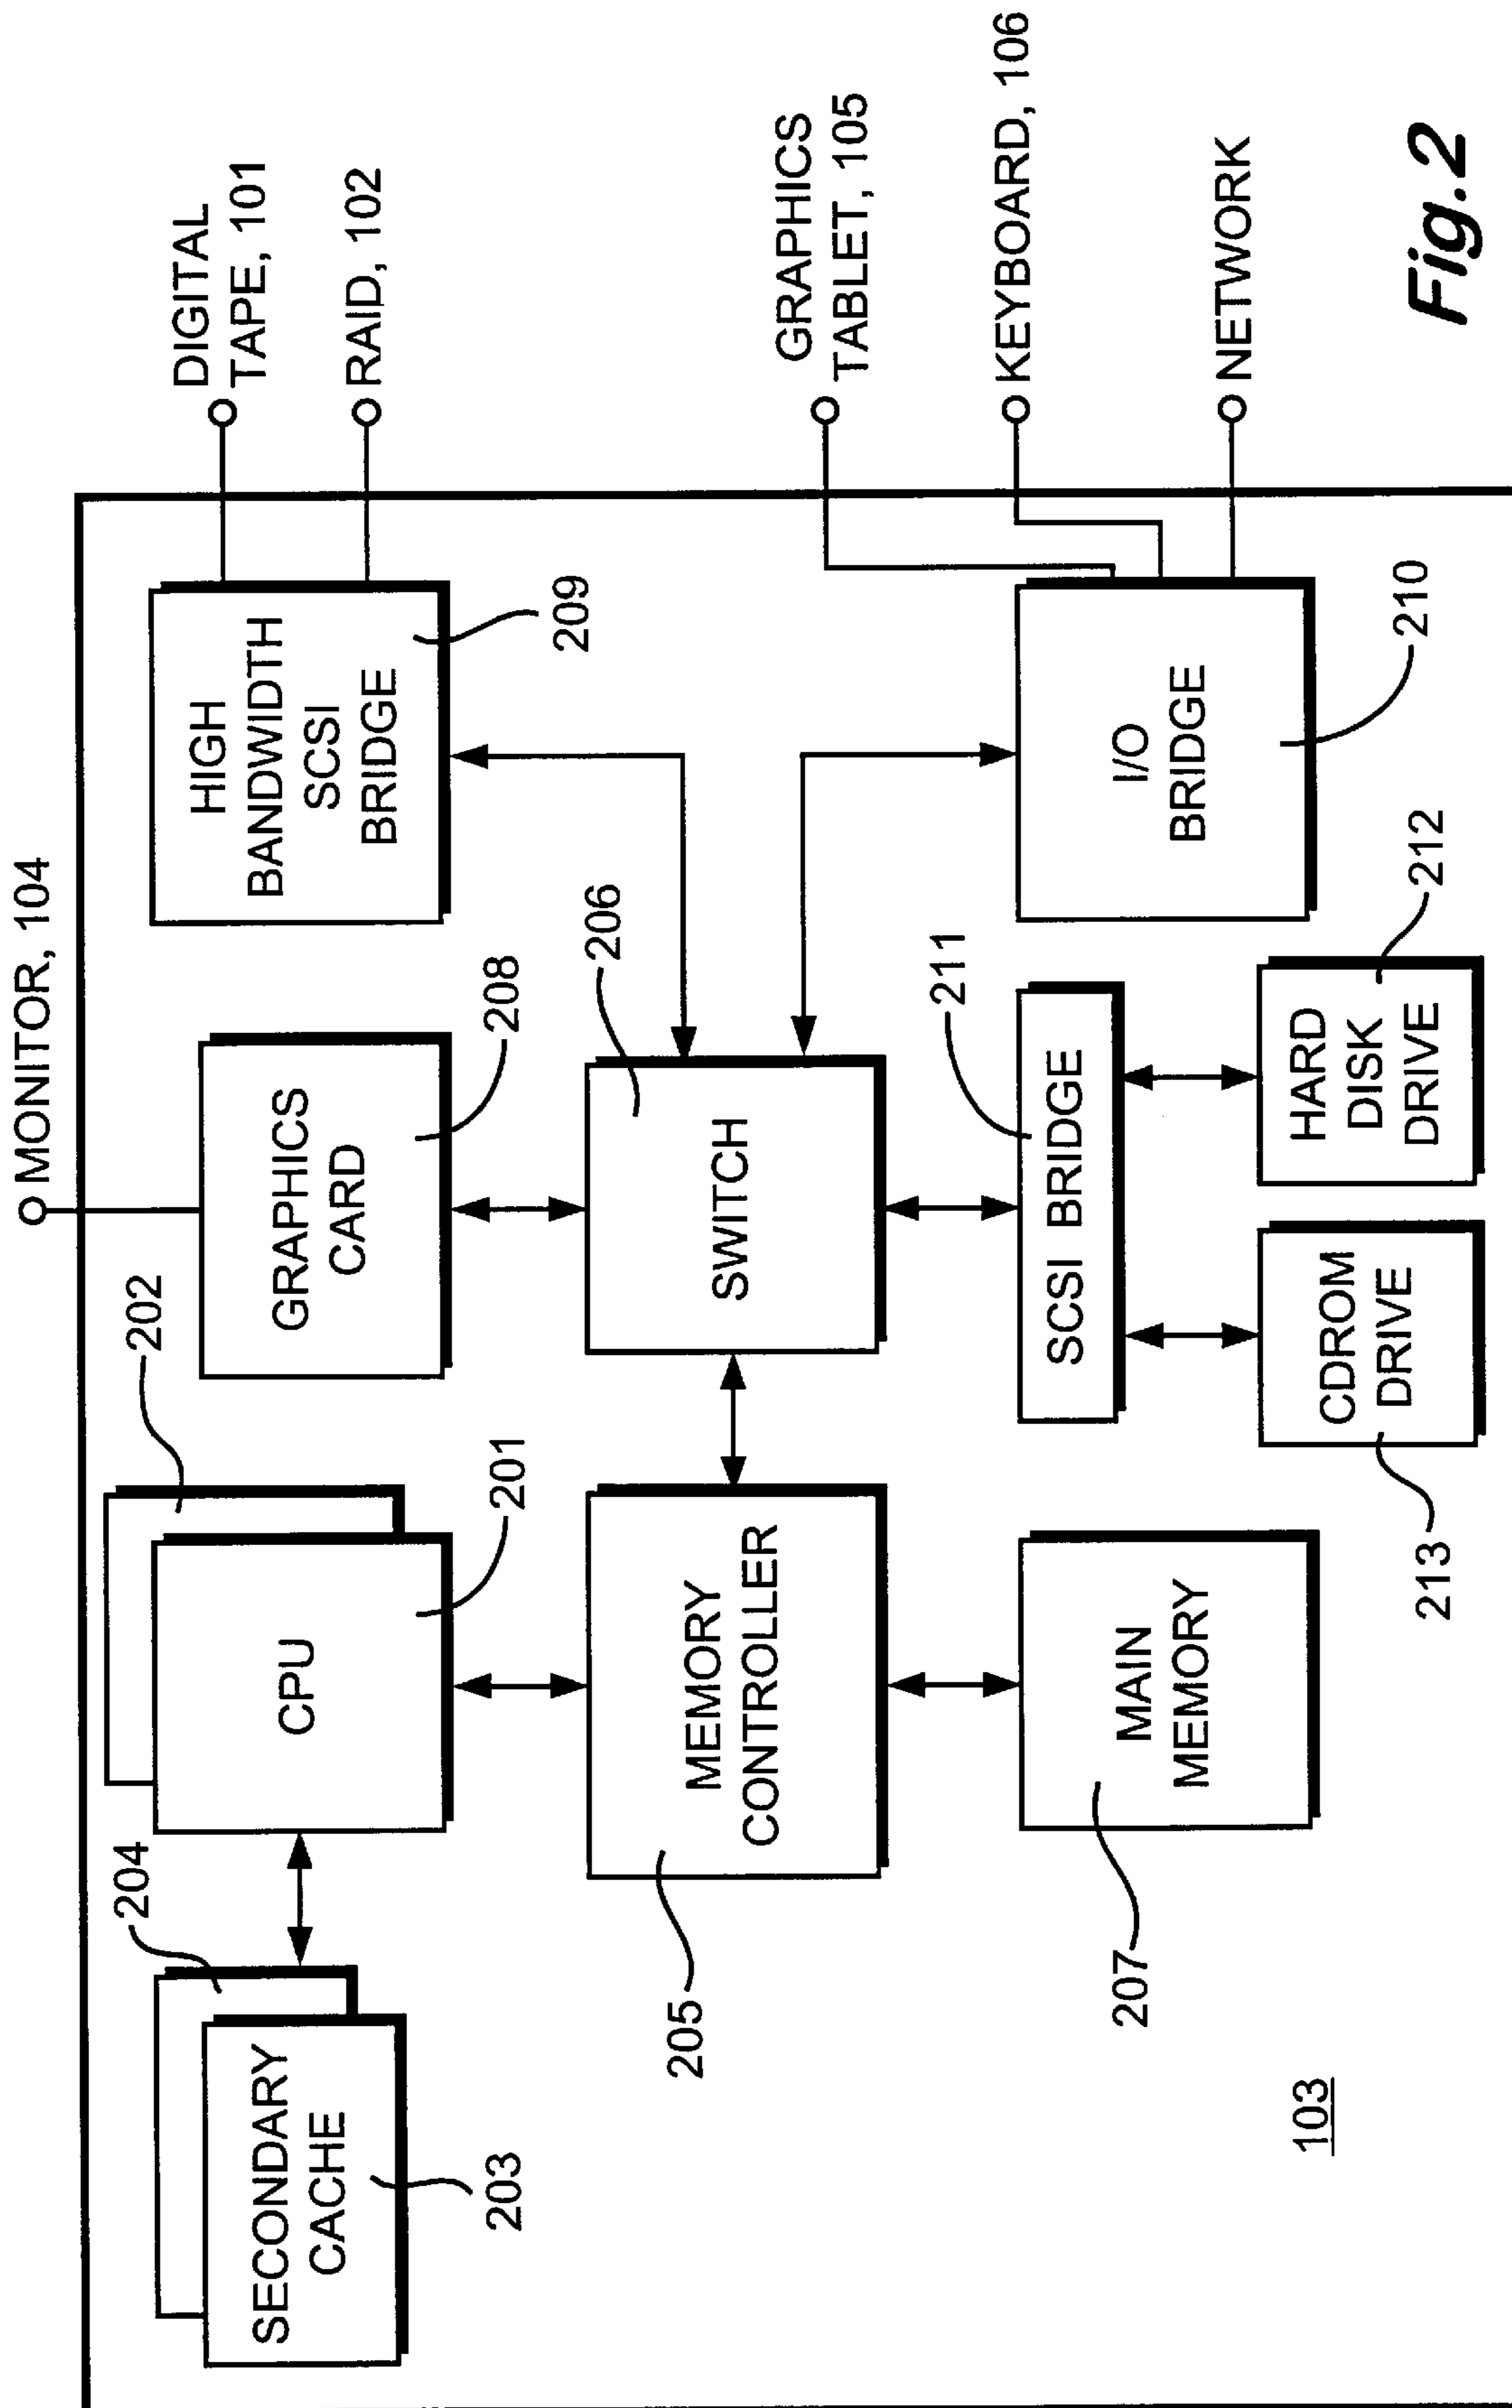 MONITOR, 104
202
204
SECONDARY
CACHE
203
CPU
201
GRAPHICS
CARD
208
HIGH
BANDWIDTH
SCSI
BRIDGE
209
DIGITAL
TAPE, 101
RAID, 102
205
MEMORY
CONTROLLER
SWITCH
206
GRAPHICS
TABLET, 105
KEYBOARD, 106
NETWORK
207
MAIN
MEMORY
SCSI BRIDGE
211
I/O
BRIDGE
210
213
CDROM
DRIVE
HARD
DISK
DRIVE
212
103
Fig.2